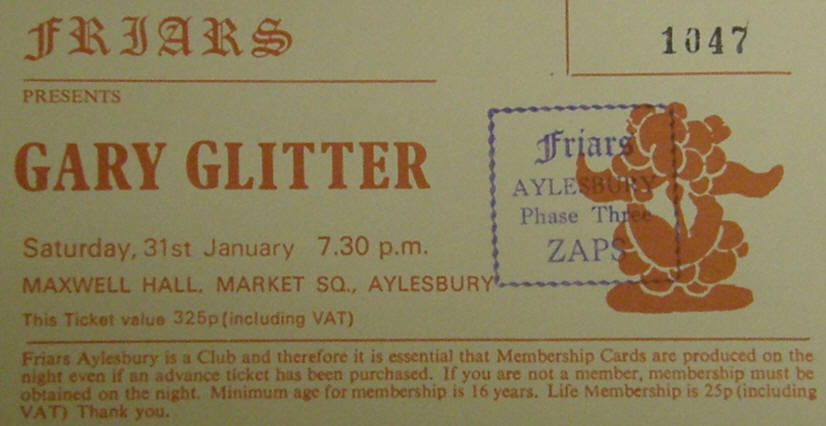 FRIARS
1047
PRESENTS
GARY GLITTER
Friars
AYLESBURY
Phase Three
ZAPS
Saturday, 31st January 7.30 p.m.
MAXWELL HALL, MARKET SQ., AYLESBURY
This Ticket value 325p (including VAT)
Friars Aylesbury is a Club and therefore it is essential that Membership Cards are produced on the
night even if an advance ticket has been purchased. If you are not a member, membership must be
obtained on the night. Minimum age for membership is 16 years. Life Membership is 25p (including
VAT) Thank you.